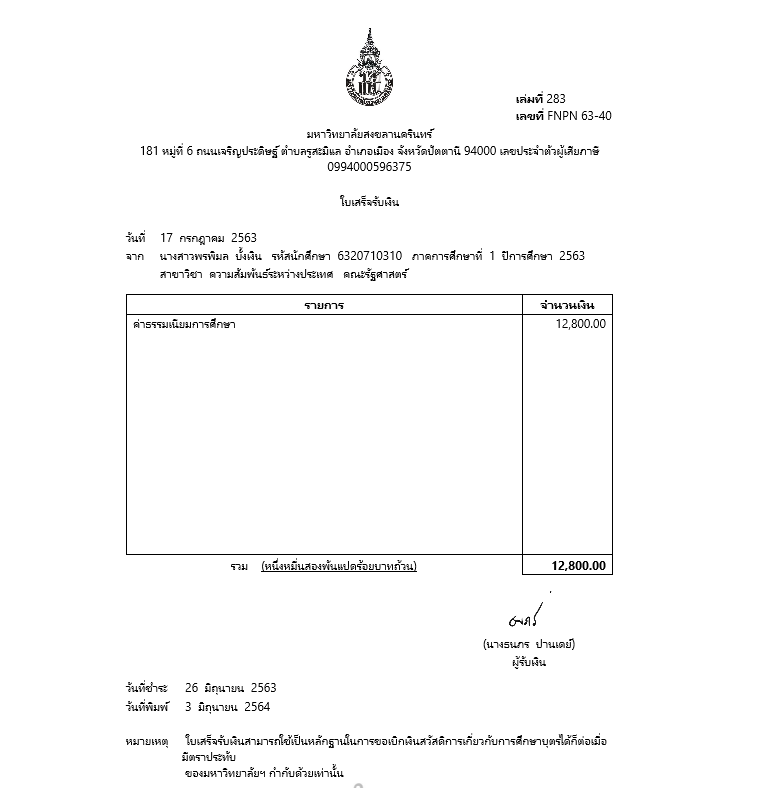 เล่มที่ 283
เลขที่ FNPN 63-40
มหาวิทยาลัยสงขลานครินทร์
181 หมู่ที่ 6 ถนนเจริญประดิษฐ์ ตำบลรูสะมิแล อำเภอเมือง จังหวัดปัตตานี 94000 เลขประจำตัวผู้เสียภาษี
0994000596375
ใบเสร็จรับเงิน
วันที่ 17 กรกฎาคม 2563
จาก นางสาวพรพิมล บั้งเงิน รหัสนักศึกษา 6320710310 ภาคการศึกษาที่ 1 ปีการศึกษา 2563
สาขาวิชา ความสัมพันธ์ระหว่างประเทศ คณะรัฐศาสตร์
รายการ จำนวนเงิน
ค่าธรรมเนียมการศึกษา 12,800.00
รวม (หนึ่งหมื่นสองพันแปดร้อยบาทถ้วน) 12,800.00
(นางธนภร ปานเดย์)
ผู้รับเงิน
วันที่ชำระ 26 มิถุนายน 2563
วันที่พิมพ์ 3 มิถุนายน 2564
หมายเหตุ ใบเสร็จรับเงินสามารถใช้เป็นหลักฐานในการขอเบิกเงินสวัสดิการเกี่ยวกับการศึกษาบุตรได้ก็ต่อเมื่อ
มีตราประทับ
ของมหาวิทยาลัยฯ กำกับด้วยเท่านั้น